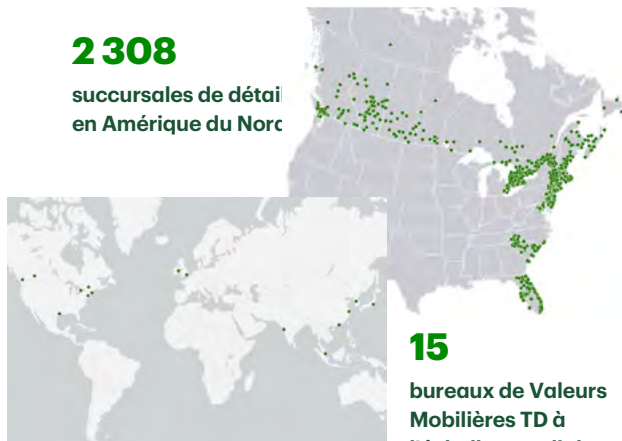 2 308
succursales de détail
en Amérique du Nord
15
bureaux de Valeurs
Mobilières TD à